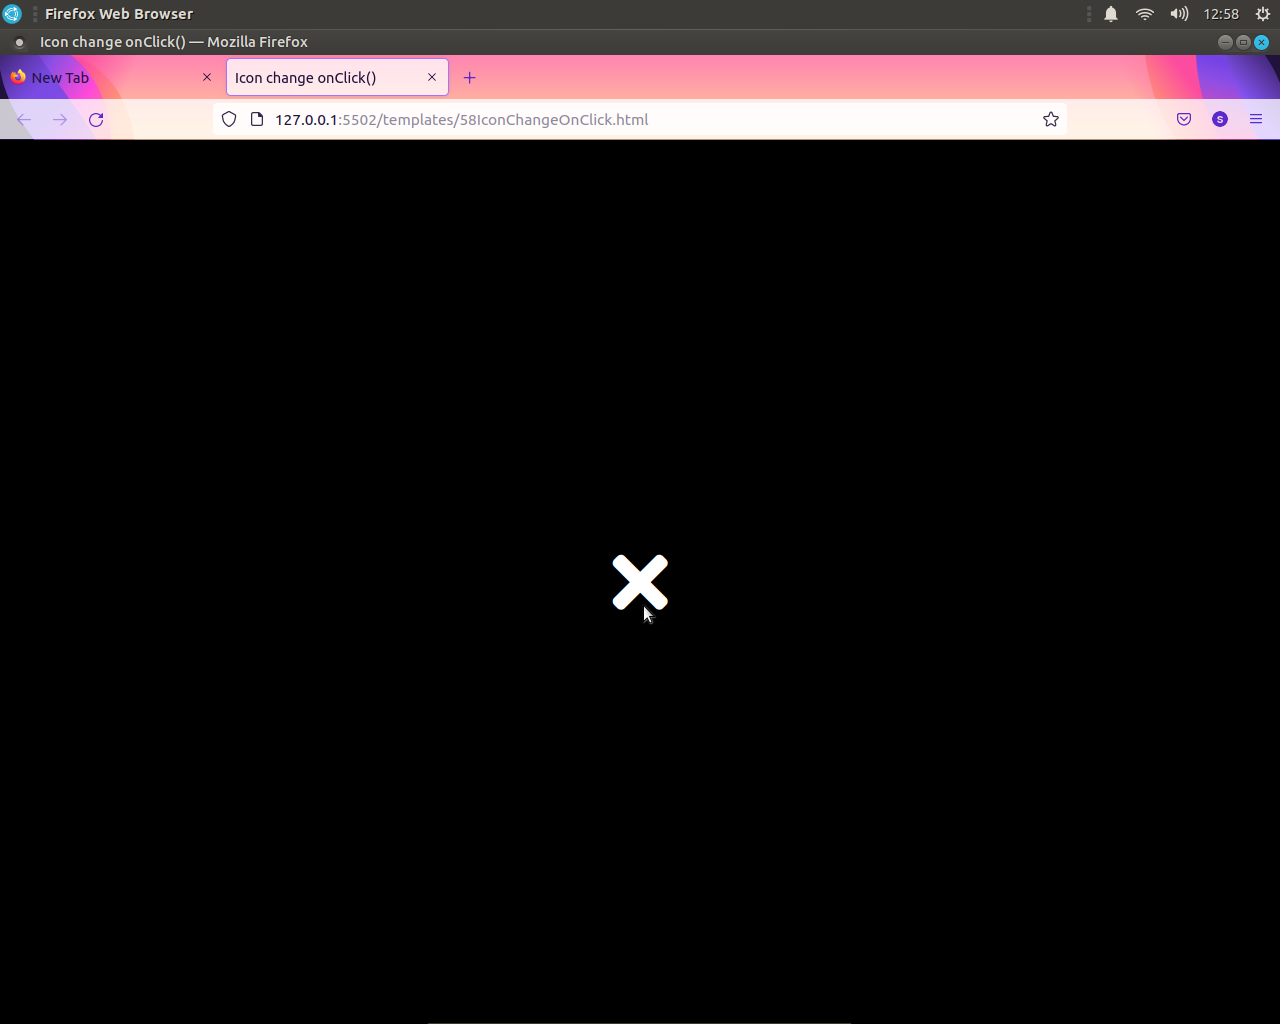 Firefox Web Browser
12:58
Icon change onClick() — Mozilla Firefox
New Tab
Icon change onClick()
127.0.0.1:5502/templates/58IconChangeOnClick.html
S